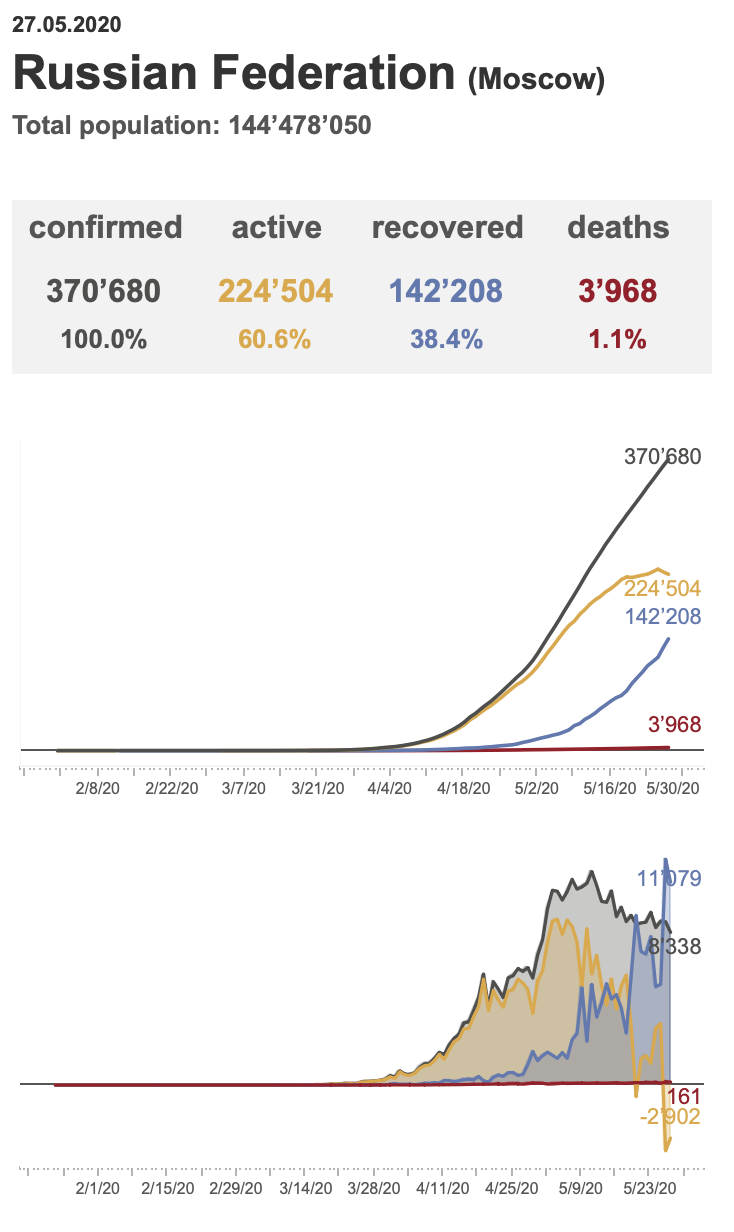 27.05.2020
Russian Federation (Moscow)
Total population: 144’478’050
confirmed active recovered deaths
370’680 224’504 142’208 3’968
100.0% 60.6% 38.4% 1.1%
370’680
224’504
142’208
3’968
2/8/20 2/22/20 3/7/20 3/21/20 4/4/20 4/18/20 5/2/20 5/16/20 5/30/20
11’079
8’338
161
-2’902
2/1/20 2/15/20 2/29/20 3/14/20 3/28/20 4/11/20 4/25/20 5/9/20 5/23/20